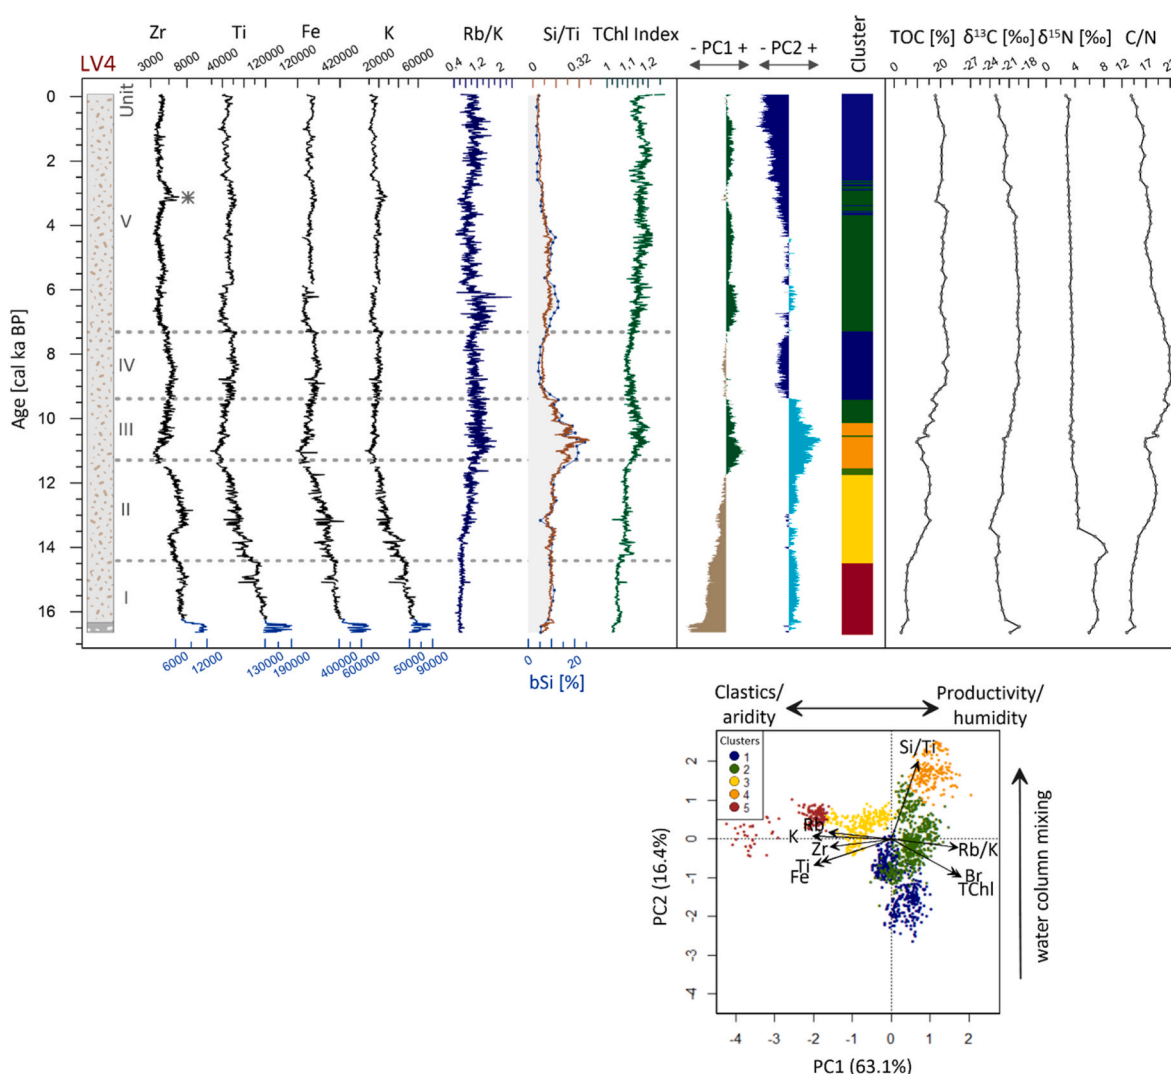 Zr Ti Fe K Rb/K Si/Ti TChl Index - PC1 + - PC2 + Cluster TOC [%] δ¹³C [‰] δ¹⁵N [‰] C/N
LV4 3000 8000 40000 120000 120000 400000 20000 60000 0.4 1.2 2 0 0.32 1 1.1 1.2 0 20 27 24 21 18 0 4 8 12 17 22
Unit
0
2
4
6
8
10
12
14
16
Age [cal ka BP]
V
IV
III
II
I
6000 12000 130000 190000 400000 600000 50000 90000 0 20
bSi [%]
Clastics/ Productivity/
aridity humidity
Clusters
1
2
3
4
5
Si/Ti
Rb
K
Zr
Ti
Fe
Rb/K
Br
TChl
2
1
0
-1
-2
-3
-4
PC2 (16.4%)
-4 -3 -2 -1 0 1 2
PC1 (63.1%)
water column mixing